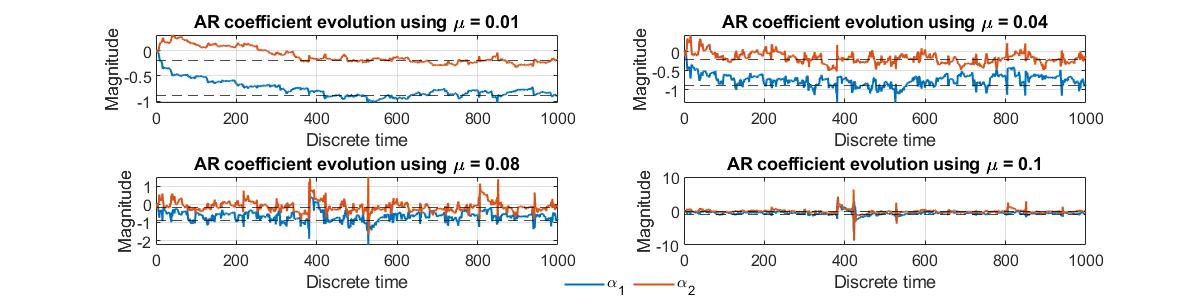 AR coefficient evolution using μ = 0.01
Magnitude
0
-0.5
-1
0 200 400 600 800 1000
Discrete time
AR coefficient evolution using μ = 0.04
Magnitude
0
-0.5
-1
0 200 400 600 800 1000
Discrete time
AR coefficient evolution using μ = 0.08
Magnitude
1
0
-1
-2
0 200 400 600 800 1000
Discrete time
AR coefficient evolution using μ = 0.1
Magnitude
10
0
-10
0 200 400 600 800 1000
Discrete time
α₁ α₂